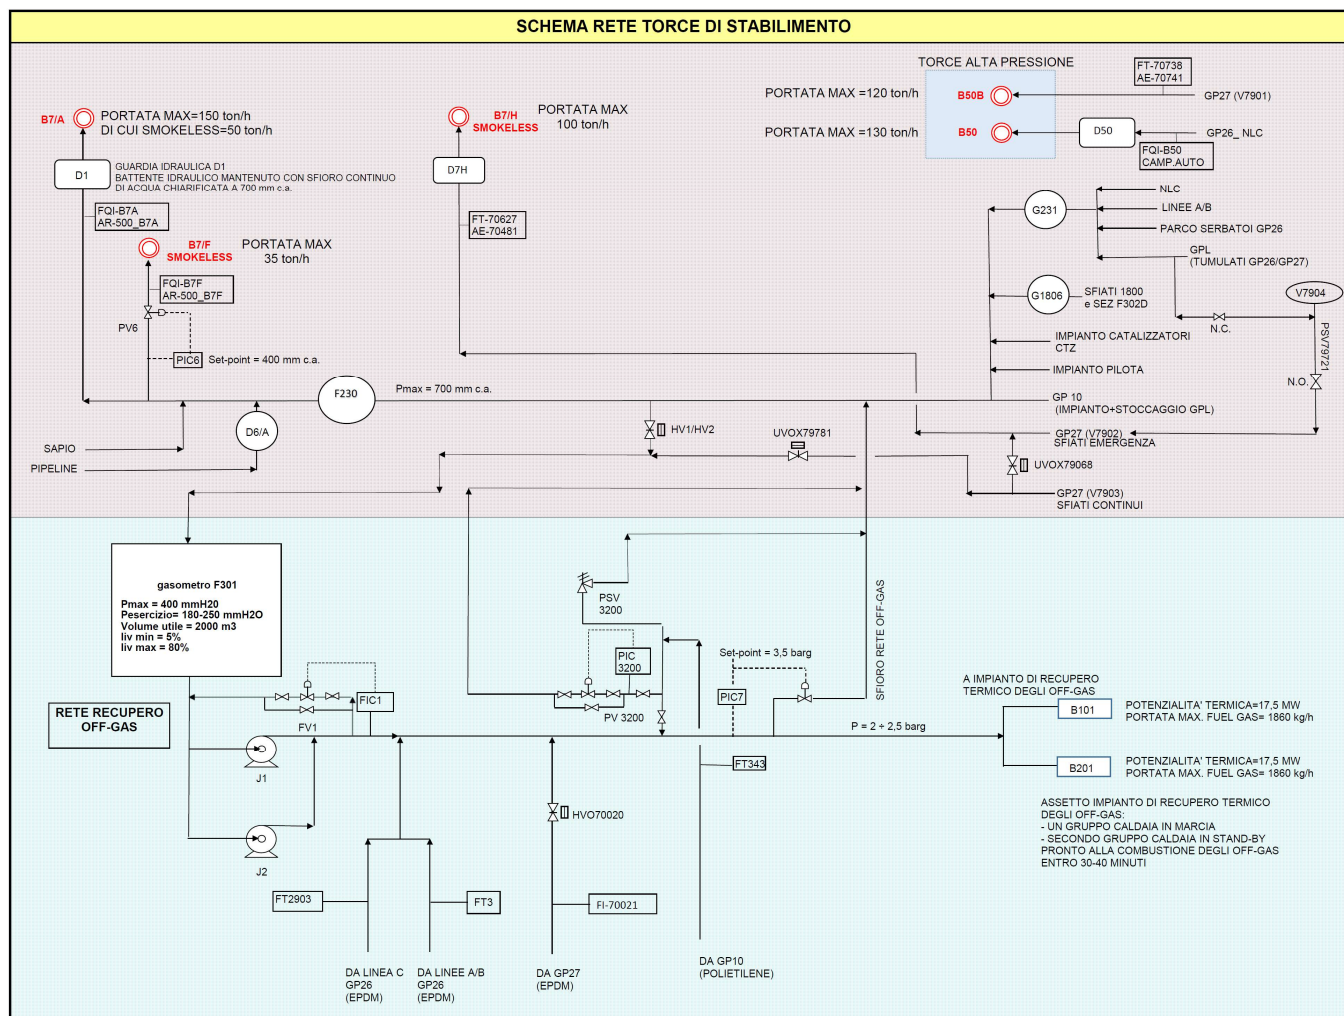 SCHEMA RETE TORCE DI STABILIMENTO
TORCE ALTA PRESSIONE
FT-70738
AE-70741
PORTATA MAX =120 ton/h
B50B
GP27 (V7901)
PORTATA MAX =130 ton/h
B50
D50
GP26_ NLC
FQI-B50
CAMP.AUTO
B7/A
PORTATA MAX=150 ton/h
DI CUI SMOKELESS=50 ton/h
B7/H
SMOKELESS
PORTATA MAX
100 ton/h
D1
GUARDIA IDRAULICA D1
BATTENTE IDRAULICO MANTENUTO CON SFIORO CONTINUO
DI ACQUA CHIARIFICATA A 700 mm c.a.
D7H
FQI-B7A
AR-500_B7A
FT-70627
AE-70481
B7/F
SMOKELESS
PORTATA MAX
35 ton/h
FQI-B7F
AR-500_B7F
PV6
PIC6
Set-point = 400 mm c.a.
NLC
G231
LINEE A/B
PARCO SERBATOI GP26
GPL
(TUMULATI GP26/GP27)
G1806
SFIATI 1800
e SEZ F302D
V7904
N.C.
PSV79721
IMPIANTO CATALIZZATORI
CTZ
IMPIANTO PILOTA
N.O.
F230
Pmax = 700 mm c.a.
GP 10
(IMPIANTO+STOCCAGGIO GPL)
D6/A
HV1/HV2
UVOX79781
GP27 (V7902)
SFIATI EMERGENZA
SAPIO
PIPELINE
UVOX79068
GP27 (V7903)
SFIATI CONTINUI
gasometro F301
Pmax = 400 mmH20
Pesercizio= 180-250 mmH2O
Volume utile = 2000 m3
liv min = 5%
liv max = 80%
PSV
3200
PIC
3200
PV 3200
Set-point = 3,5 barg
PIC7
SFIORO RETE OFF-GAS
RETE RECUPERO
OFF-GAS
FIC1
FV1
J1
J2
P = 2 ÷ 2,5 barg
A IMPIANTO DI RECUPERO
TERMICO DEGLI OFF-GAS
B101
POTENZIALITA' TERMICA=17,5 MW
PORTATA MAX. FUEL GAS= 1860 kg/h
B201
POTENZIALITA' TERMICA=17,5 MW
PORTATA MAX. FUEL GAS= 1860 kg/h
FT343
HVO70020
ASSETTO IMPIANTO DI RECUPERO TERMICO
DEGLI OFF-GAS:
- UN GRUPPO CALDAIA IN MARCIA
- SECONDO GRUPPO CALDAIA IN STAND-BY
PRONTO ALLA COMBUSTIONE DEGLI OFF-GAS
ENTRO 30-40 MINUTI
FT2903
FT3
FI-70021
DA LINEA C
GP26
(EPDM)
DA LINEE A/B
GP26
(EPDM)
DA GP27
(EPDM)
DA GP10
(POLIETILENE)